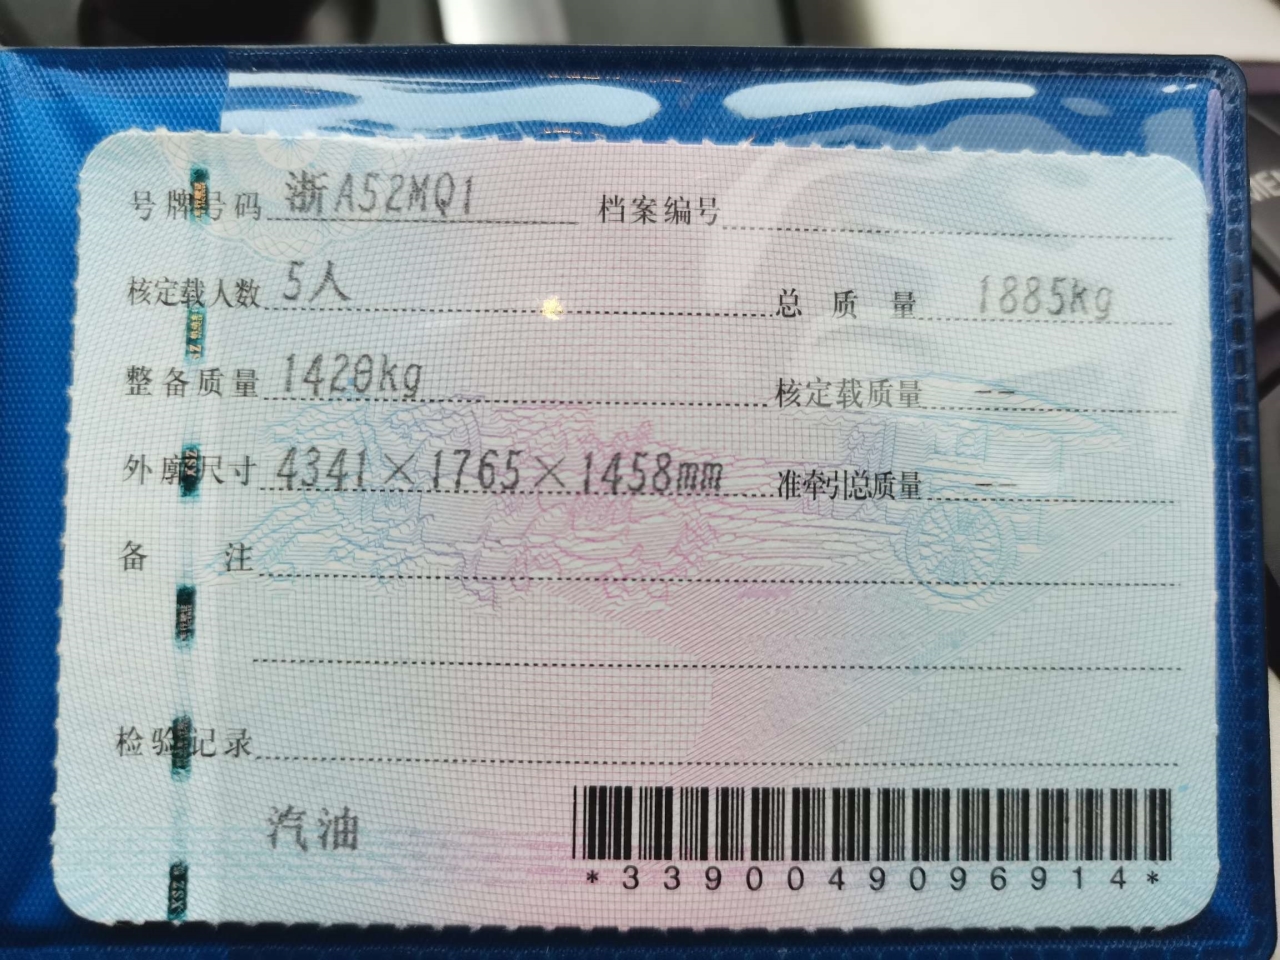 号牌号码 浙A52MQ1 档案编号
核定载人数 5人 总质量 1885kg
整备质量 1420kg 核定载质量 --
外廓尺寸 4341×1765×1458mm 准牵引总质量 --
备注
检验记录
汽油
*3390049096914*